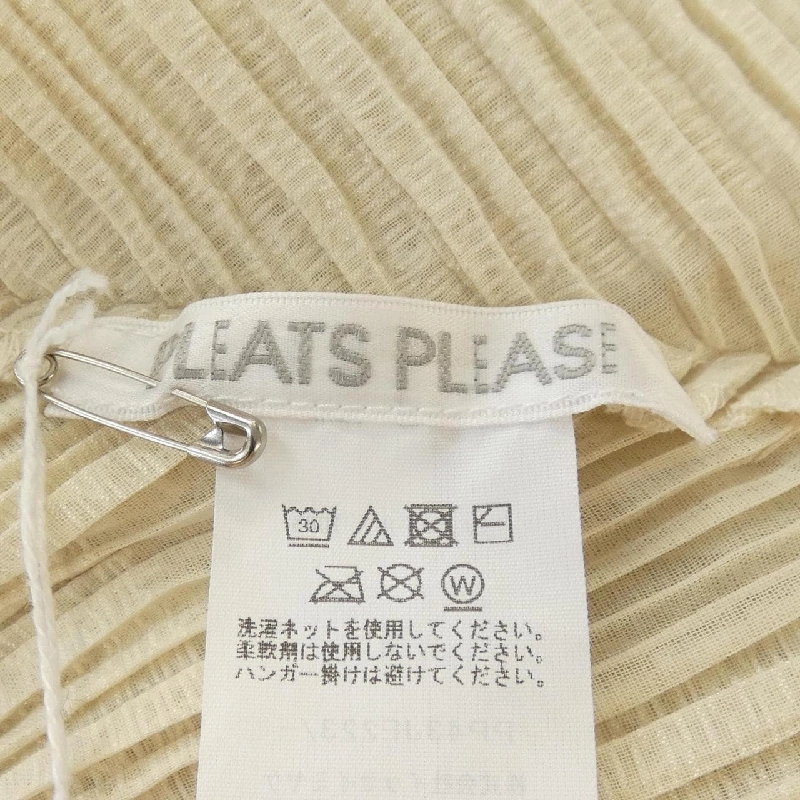 PLEATS PLEASE
30
W
洗濯ネットを使用してください。
柔軟剤は使用しないでください。
ハンガー掛けは避けてください。